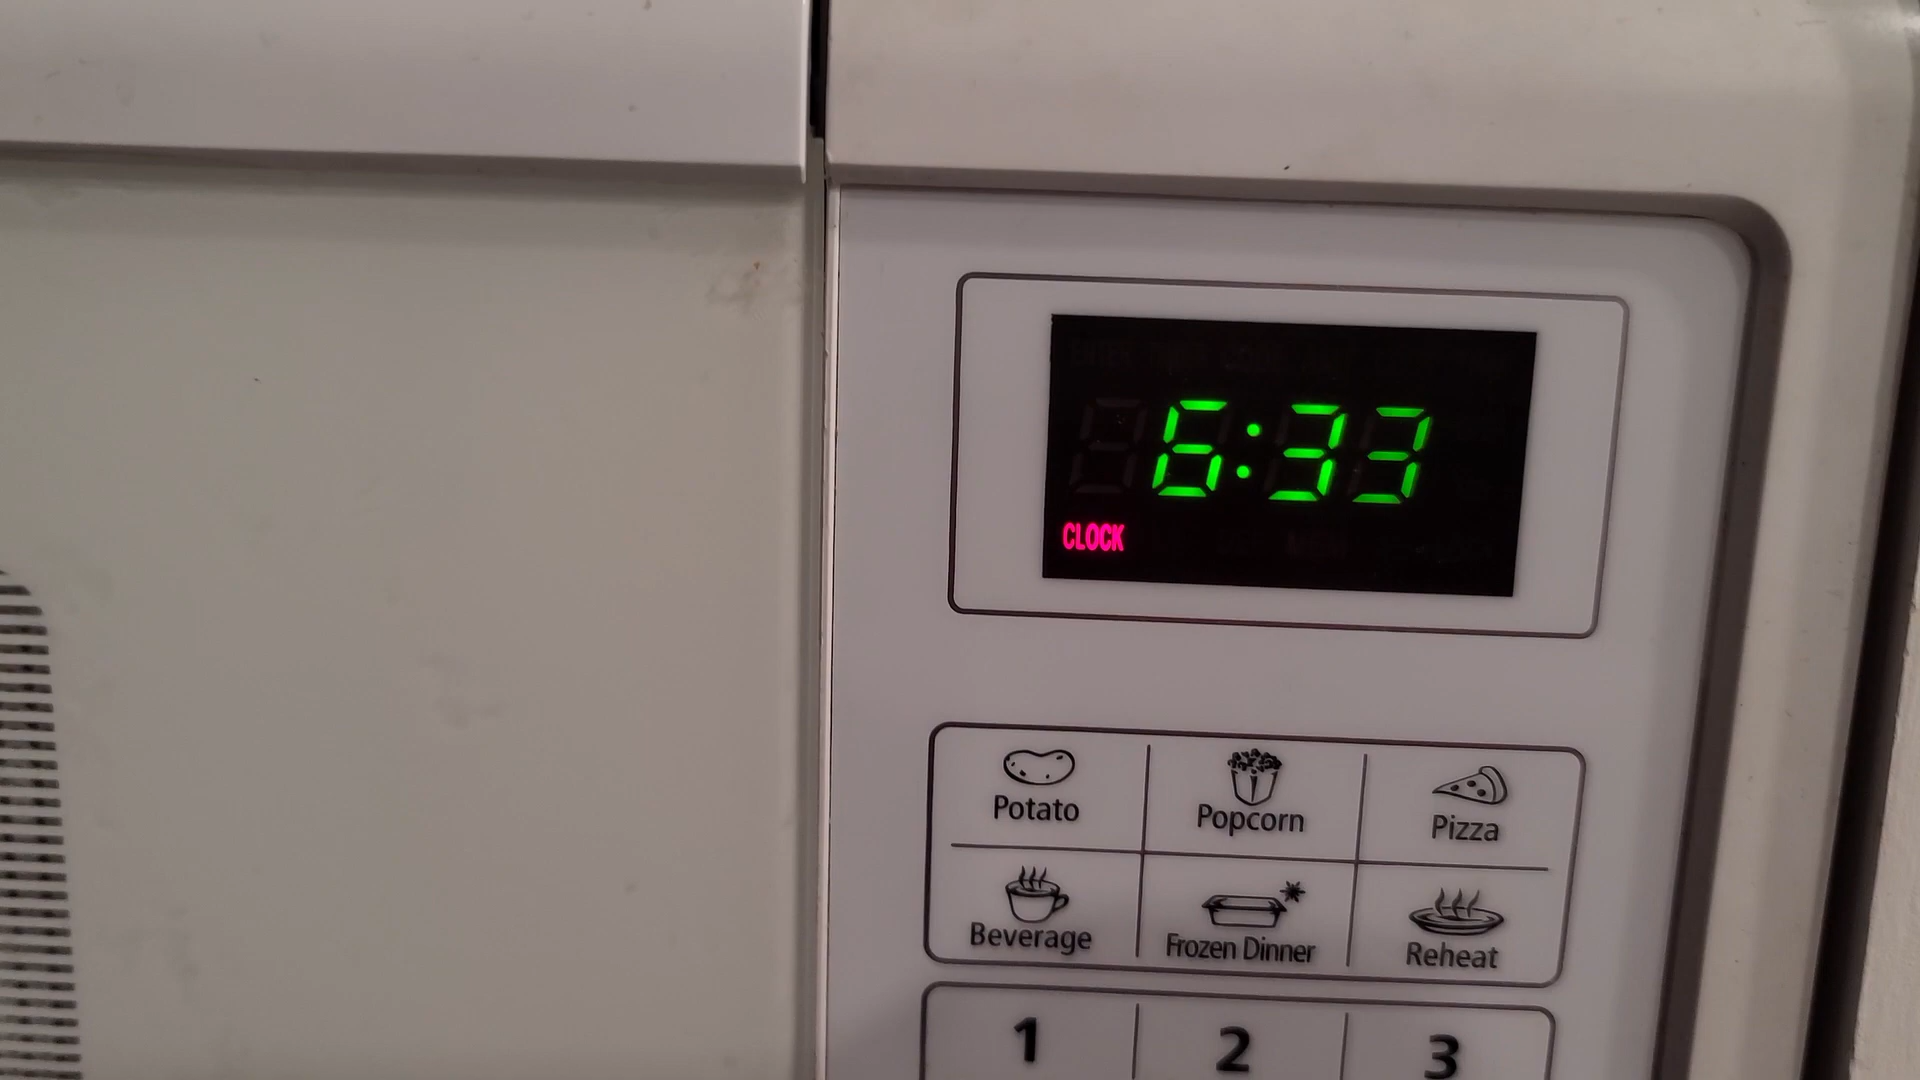 6:33
CLOCK
Potato Popcorn Pizza
Beverage Frozen Dinner Reheat
1 2 3